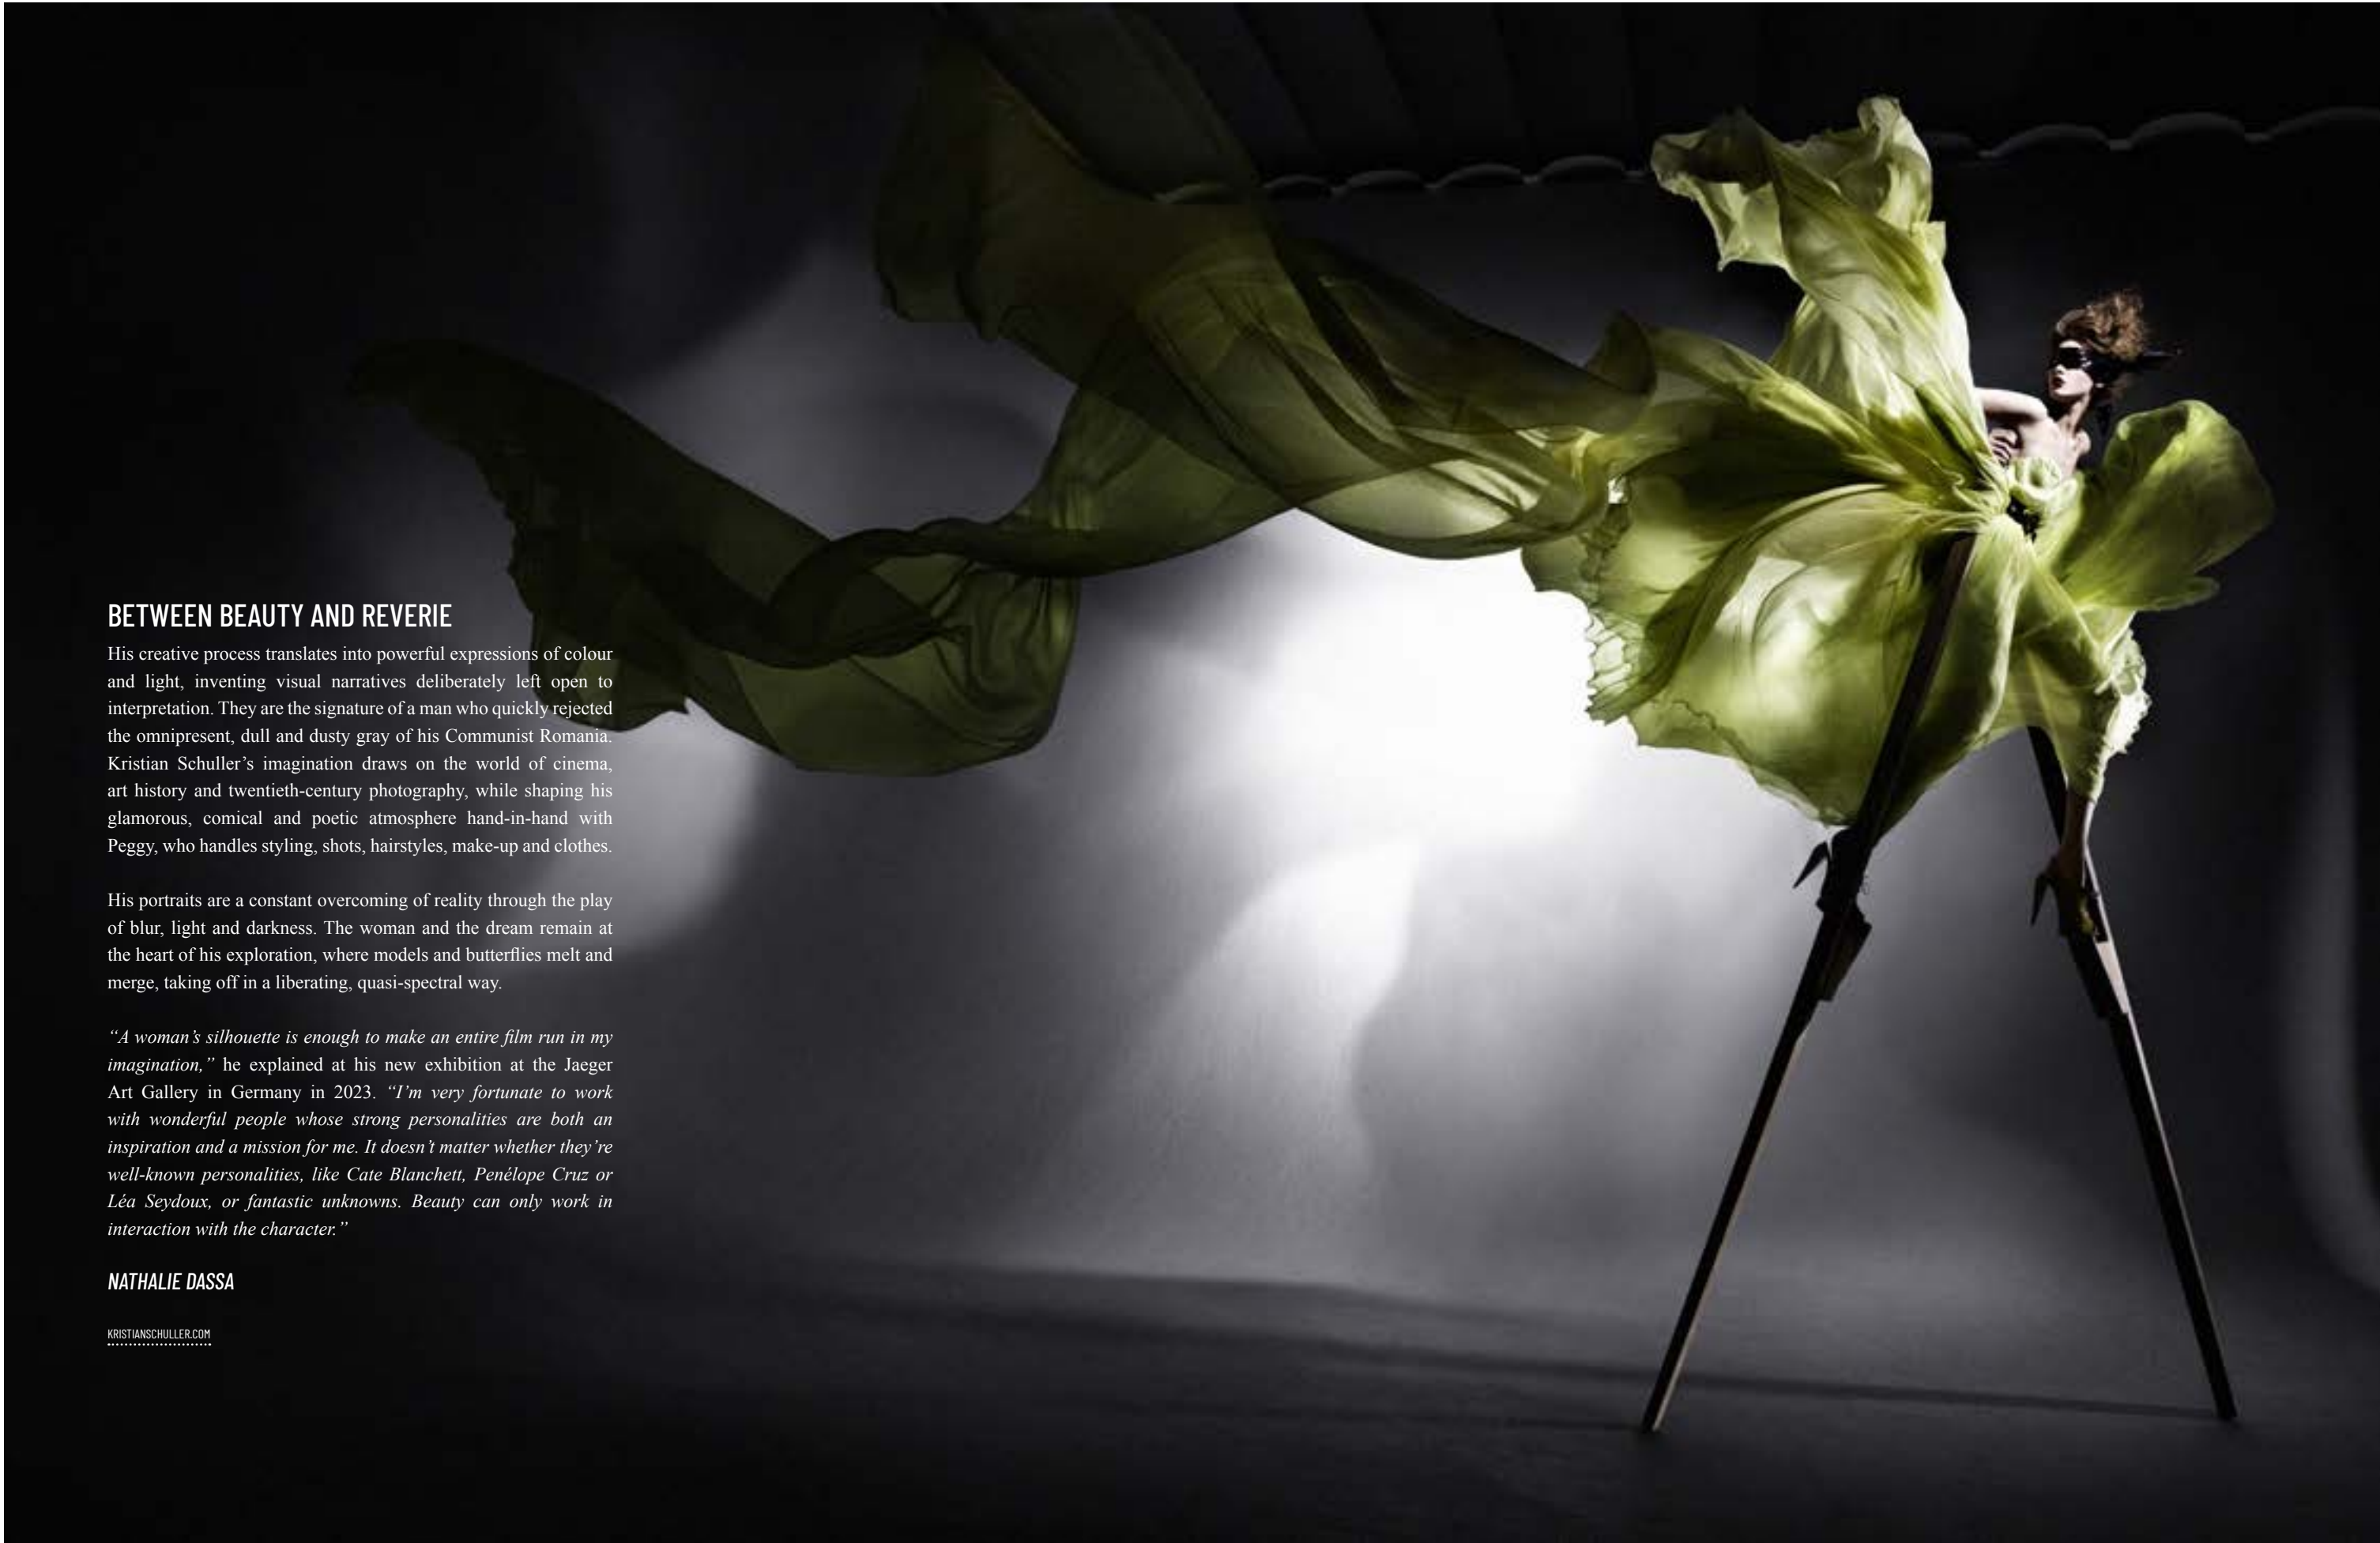 BETWEEN BEAUTY AND REVERIE
His creative process translates into powerful expressions of colour
and light, inventing visual narratives deliberately left open to
interpretation. They are the signature of a man who quickly rejected
the omnipresent, dull and dusty gray of his Communist Romania.
Kristian Schuller’s imagination draws on the world of cinema,
art history and twentieth-century photography, while shaping his
glamorous, comical and poetic atmosphere hand-in-hand with
Peggy, who handles styling, shots, hairstyles, make-up and clothes.
His portraits are a constant overcoming of reality through the play
of blur, light and darkness. The woman and the dream remain at
the heart of his exploration, where models and butterflies melt and
merge, taking off in a liberating, quasi-spectral way.
“A woman’s silhouette is enough to make an entire film run in my
imagination,” he explained at his new exhibition at the Jaeger
Art Gallery in Germany in 2023. “I’m very fortunate to work
with wonderful people whose strong personalities are both an
inspiration and a mission for me. It doesn’t matter whether they’re
well-known personalities, like Cate Blanchett, Penélope Cruz or
Léa Seydoux, or fantastic unknowns. Beauty can only work in
interaction with the character.”
NATHALIE DASSA
KRISTIANSCHULLER.COM